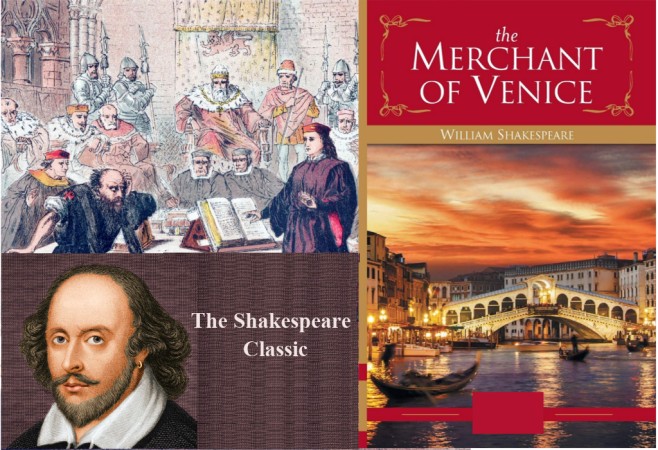 the
MERCHANT
OF VENICE
WILLIAM SHAKESPEARE
The Shakespeare
Classic